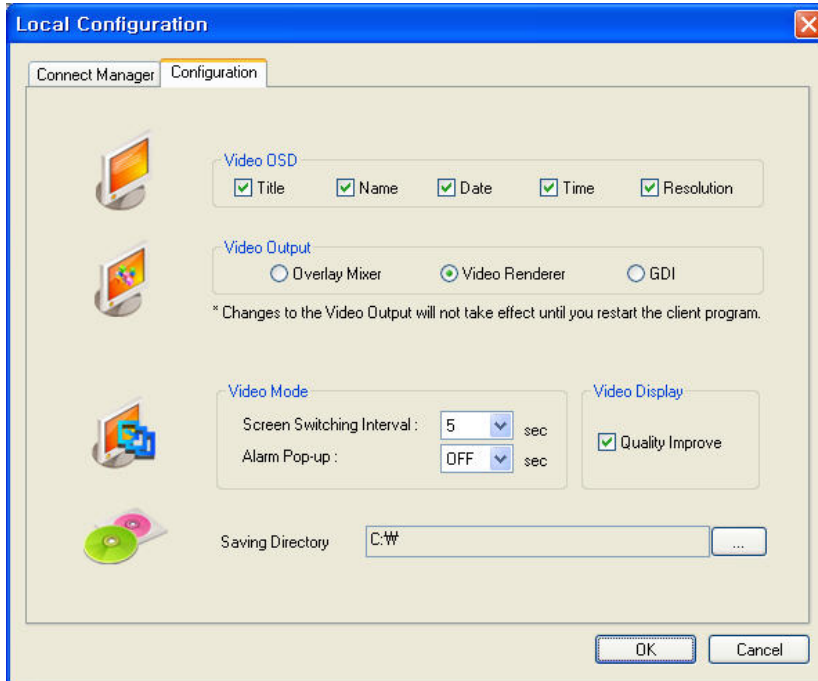 Local Configuration
Connect Manager
Configuration
Video OSD
Title
Name
Date
Time
Resolution
Video Output
Overlay Mixer
Video Renderer
GDI
* Changes to the Video Output will not take effect until you restart the client program.
Video Mode
Screen Switching Interval :
5
sec
Alarm Pop-up :
OFF
sec
Video Display
Quality Improve
Saving Directory
C:₩
...
OK
Cancel